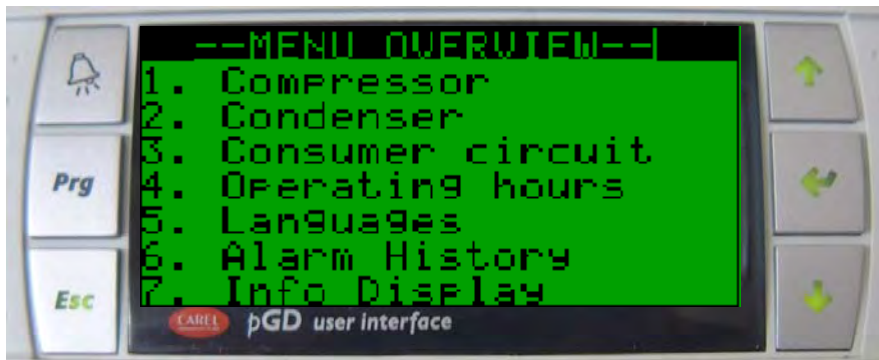 --MENU OVERVIEW--
1. Compressor
2. Condenser
3. Consumer circuit
4. Operating hours
5. Languages
6. Alarm History
7. Info Display
Prg
Esc
CAREL pGD user interface